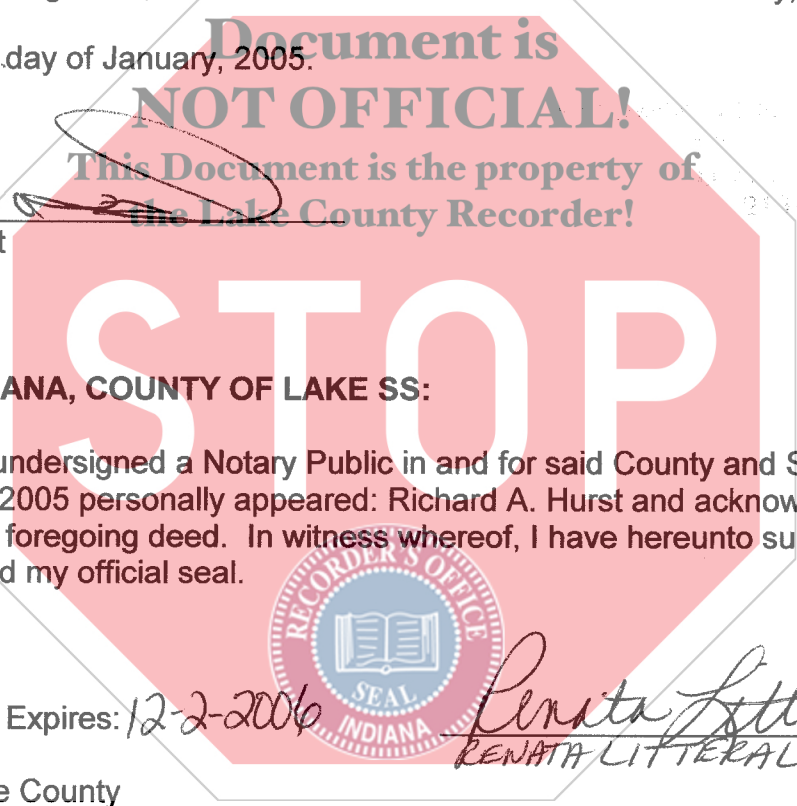 Document is
day of January, 2005.
NOT OFFICIAL!
This Document is the property of
the Lake County Recorder!
t
STOP
ANA, COUNTY OF LAKE SS:
undersigned a Notary Public in and for said County and S
2005 personally appeared: Richard A. Hurst and acknow
foregoing deed. In witness whereof, I have hereunto su
d my official seal.
RECORDER'S OFFICE
SEAL
INDIANA
Expires: 12-2-2006
Renata Litt
RENATA LITTERAL
e County